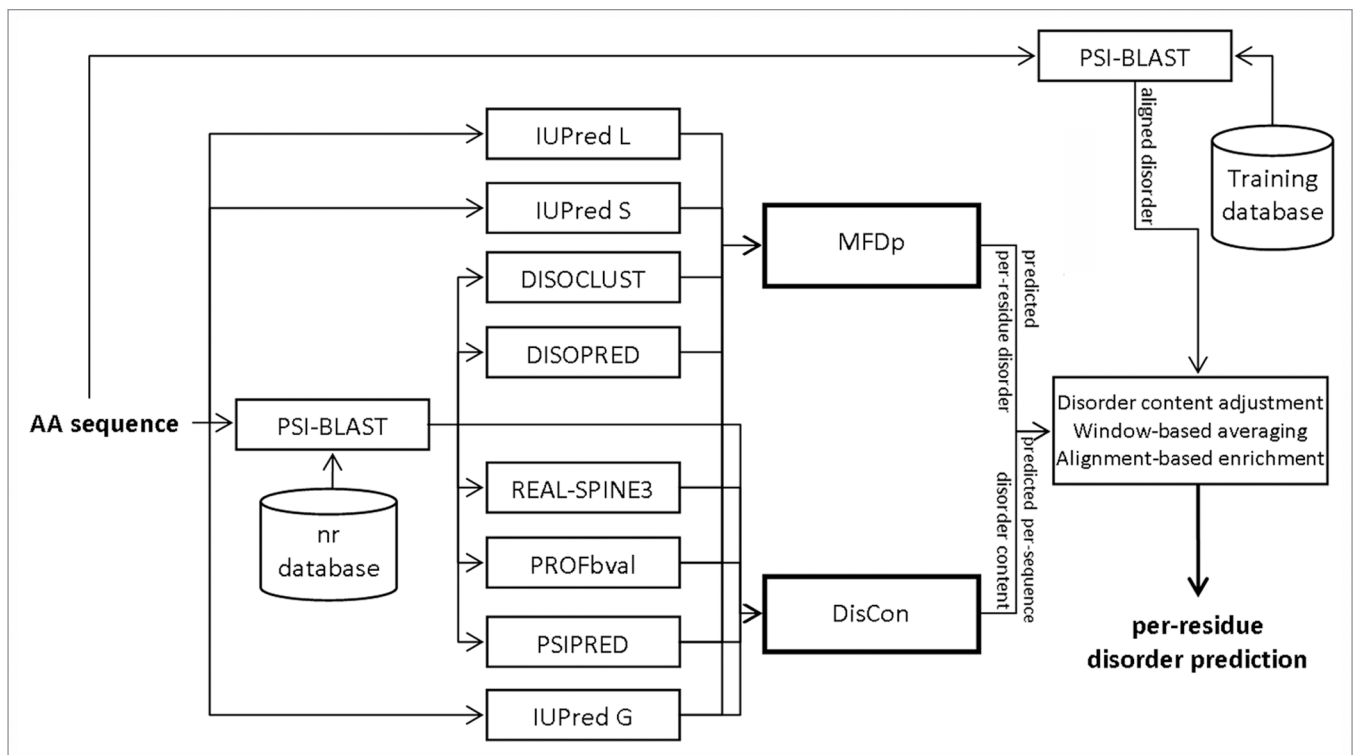 PSI-BLAST
aligned disorder
Training
database
IUPred L
IUPred S
DISOCLUST
DISOPRED
MFDp
predicted
per-residue disorder
AA sequence
PSI-BLAST
nr
database
REAL-SPINE3
PROFbval
PSIPRED
IUPred G
DisCon
predicted per-sequence
disorder content
Disorder content adjustment
Window-based averaging
Alignment-based enrichment
per-residue
disorder prediction